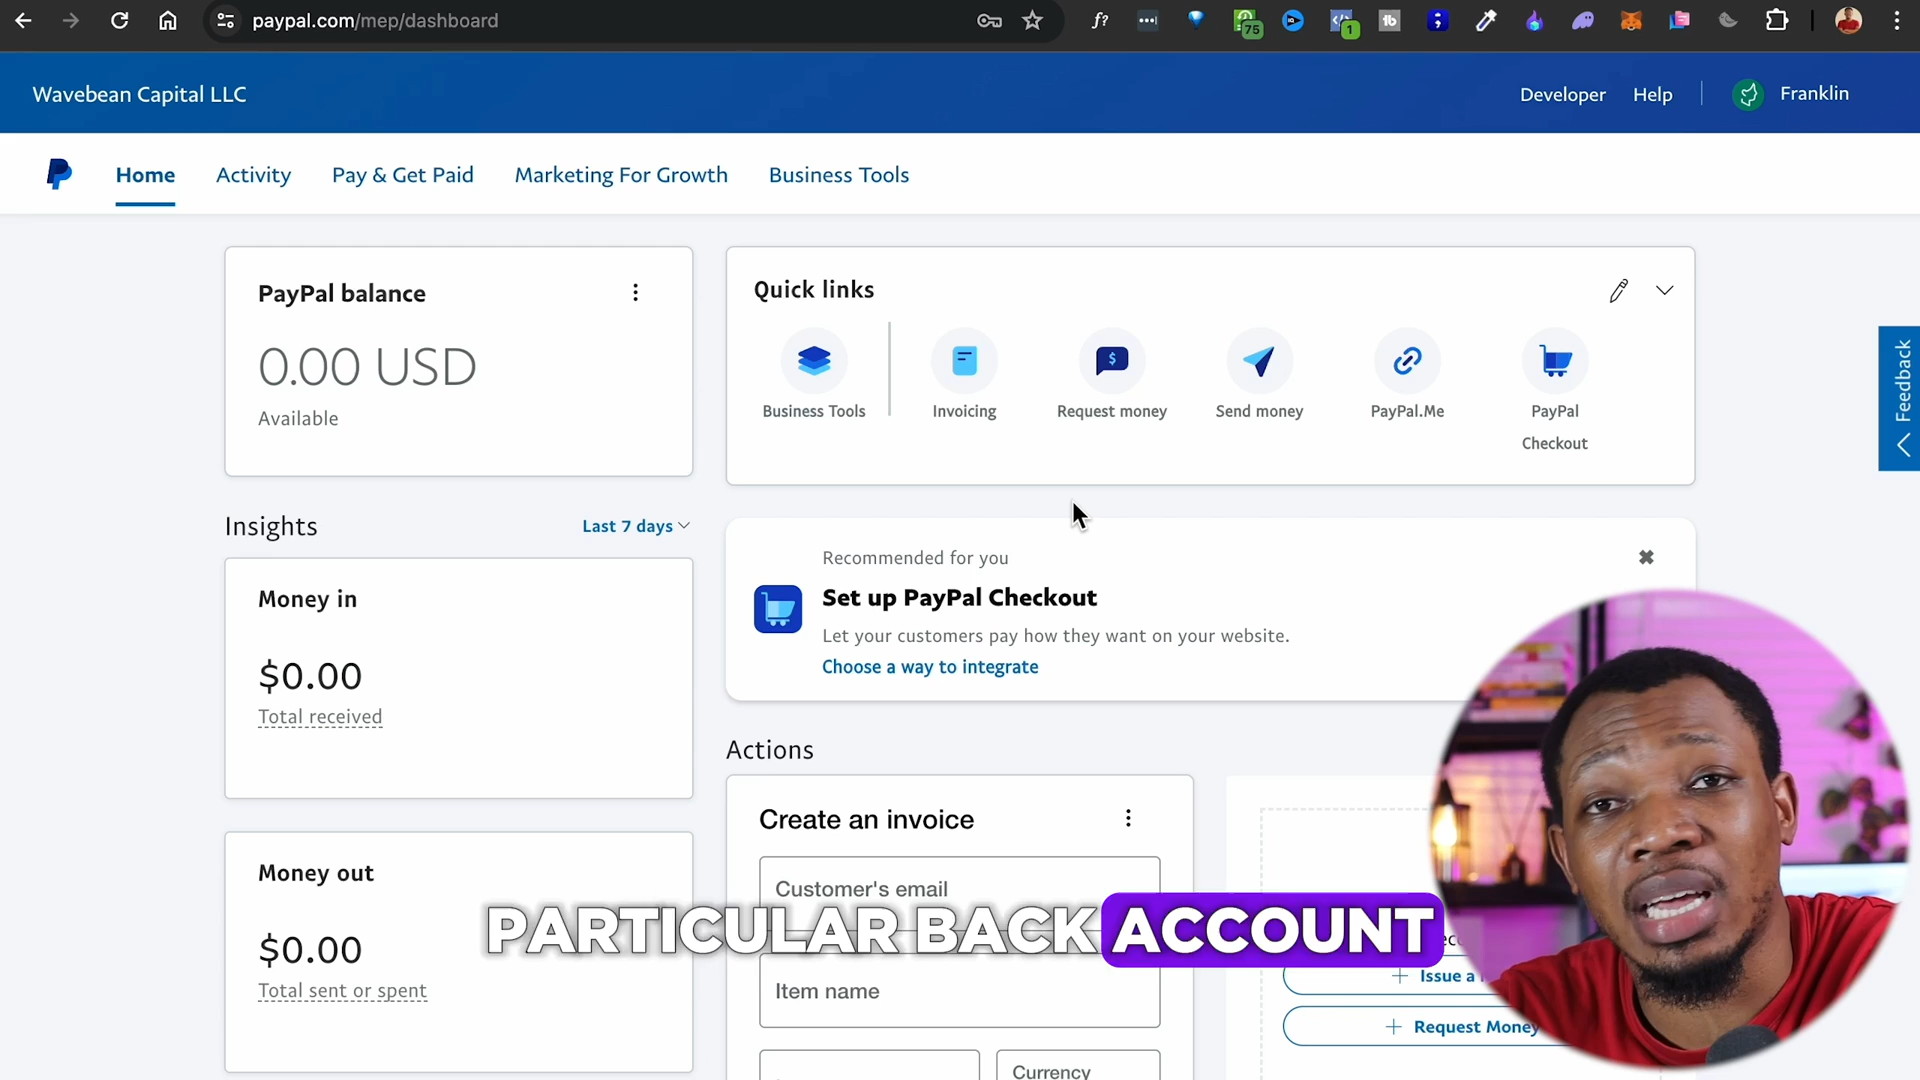 paypal.com/mep/dashboard
f?
75
1
tb
Wavebean Capital LLC
Developer
Help
Franklin
Home
Activity
Pay & Get Paid
Marketing For Growth
Business Tools
PayPal balance
0.00 USD
Available
Quick links
Business Tools
Invoicing
Request money
Send money
PayPal.Me
PayPal
Checkout
Feedback
Insights
Last 7 days
Money in
$0.00
Total received
Recommended for you
Set up PayPal Checkout
Let your customers pay how they want on your website.
Choose a way to integrate
Actions
Create an invoice
Customer's email
PARTICULAR BACK ACCOUNT
Money out
$0.00
Total sent or spent
Item name
Currency
Issue a
Request Money